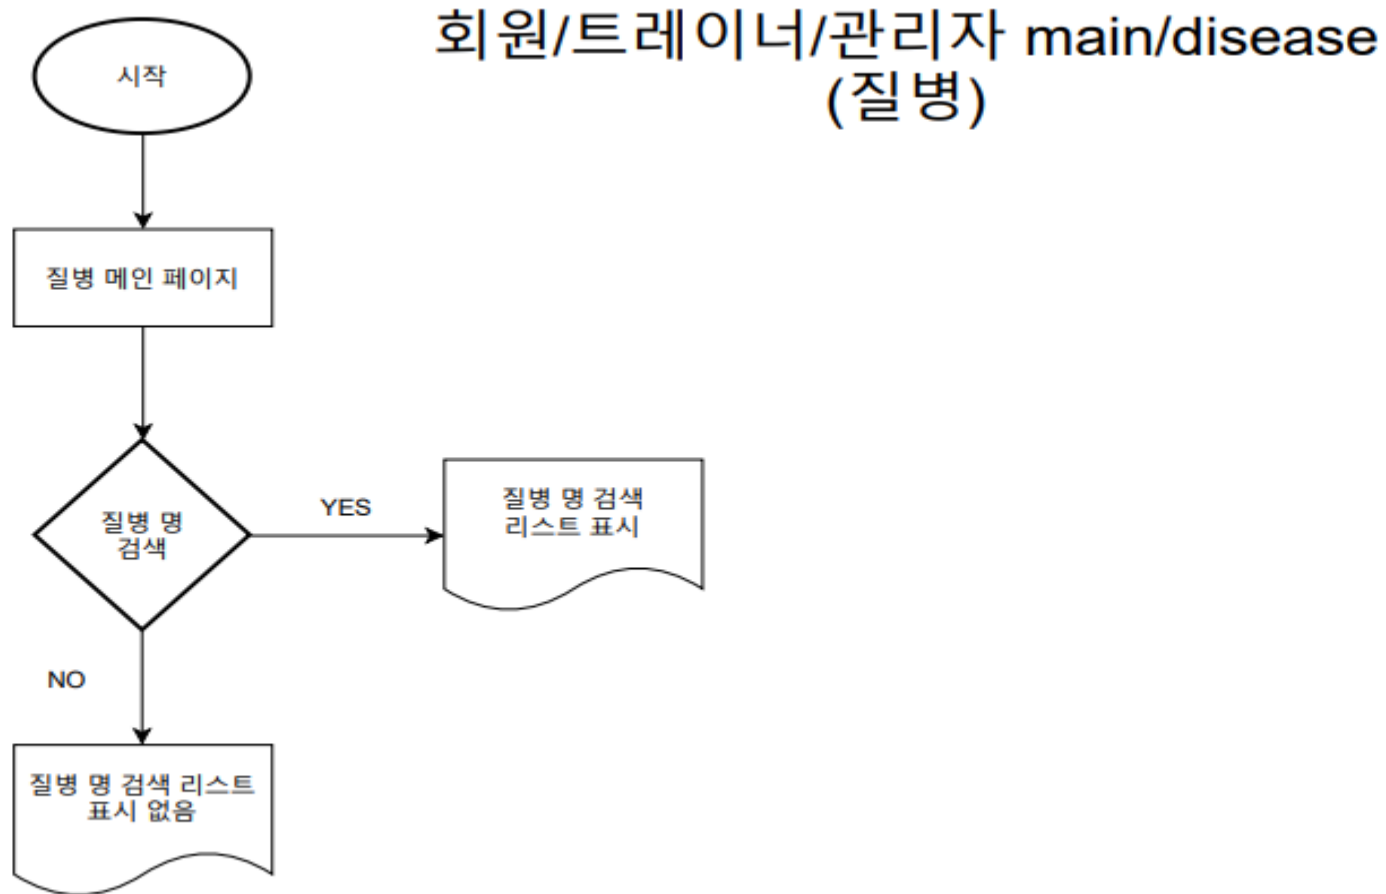 회원/트레이너/관리자 main/disease
(질병)
시작
질병 메인 페이지
질병 명
검색
YES
질병 명 검색
리스트 표시
NO
질병 명 검색 리스트
표시 없음